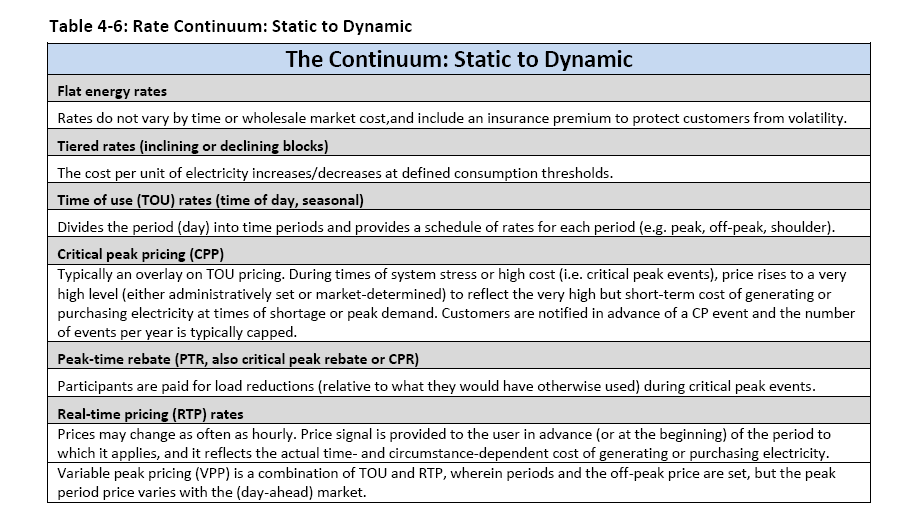 Table 4-6: Rate Continuum: Static to Dynamic
The Continuum: Static to Dynamic
Flat energy rates
Rates do not vary by time or wholesale market cost,and include an insurance premium to protect customers from volatility.
Tiered rates (inclining or declining blocks)
The cost per unit of electricity increases/decreases at defined consumption thresholds.
Time of use (TOU) rates (time of day, seasonal)
Divides the period (day) into time periods and provides a schedule of rates for each period (e.g. peak, off-peak, shoulder).
Critical peak pricing (CPP)
Typically an overlay on TOU pricing. During times of system stress or high cost (i.e. critical peak events), price rises to a very
high level (either administratively set or market-determined) to reflect the very high but short-term cost of generating or
purchasing electricity at times of shortage or peak demand. Customers are notified in advance of a CP event and the number
of events per year is typically capped.
Peak-time rebate (PTR, also critical peak rebate or CPR)
Participants are paid for load reductions (relative to what they would have otherwise used) during critical peak events.
Real-time pricing (RTP) rates
Prices may change as often as hourly. Price signal is provided to the user in advance (or at the beginning) of the period to
which it applies, and it reflects the actual time- and circumstance-dependent cost of generating or purchasing electricity.
Variable peak pricing (VPP) is a combination of TOU and RTP, wherein periods and the off-peak price are set, but the peak
period price varies with the (day-ahead) market.